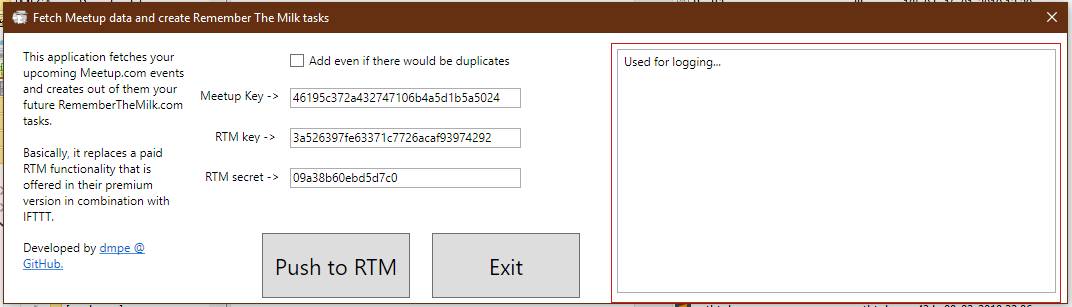 Fetch Meetup data and create Remember The Milk tasks
This application fetches your
upcoming Meetup.com events
and creates out of them your
future RememberTheMilk.com
tasks.
Basically, it replaces a paid
RTM functionality that is
offered in their premium
version in combination with
IFTTT.
Developed by dmpe @
GitHub.
Add even if there would be duplicates
Meetup Key -> 46195c372a432747106b4a5d1b5a5024
RTM key -> 3a526397fe63371c7726acaf93974292
RTM secret -> 09a38b60ebd5d7c0
Push to RTM
Exit
Used for logging...